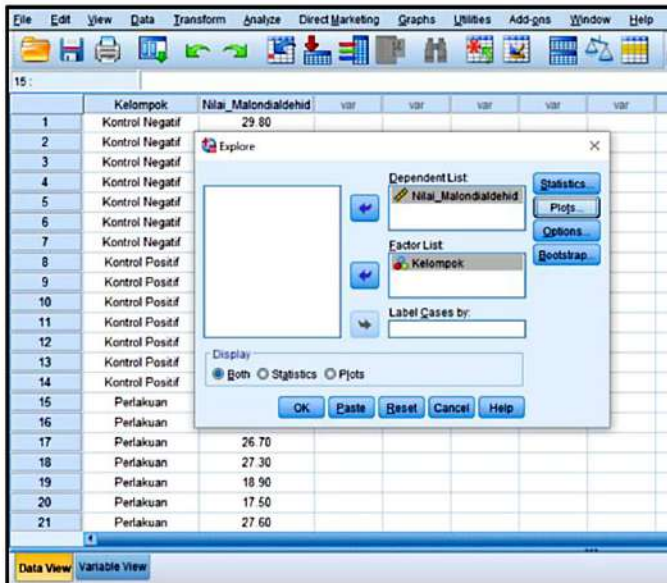 File Edit View Data Transform Analyze Direct Marketing Graphs Utilities Add-ons Window Help
15 :
Kelompok Nilai_Malondialdehid var var var var var
1 Kontrol Negatif 29.80
2 Kontrol Negatif
3 Kontrol Negatif
4 Kontrol Negatif
5 Kontrol Negatif
6 Kontrol Negatif
7 Kontrol Negatif
8 Kontrol Positif
9 Kontrol Positif
10 Kontrol Positif
11 Kontrol Positif
12 Kontrol Positif
13 Kontrol Positif
14 Kontrol Positif
15 Perlakuan
16 Perlakuan
17 Perlakuan 26.70
18 Perlakuan 27.30
19 Perlakuan 18.90
20 Perlakuan 17.50
21 Perlakuan 27.60
Explore
Dependent List:
Nilai_Malondialdehid
Factor List:
Kelompok
Label Cases by:
Statistics...
Plots...
Options...
Bootstrap...
Display
Both Statistics Plots
OK Paste Reset Cancel Help
Data View Variable View